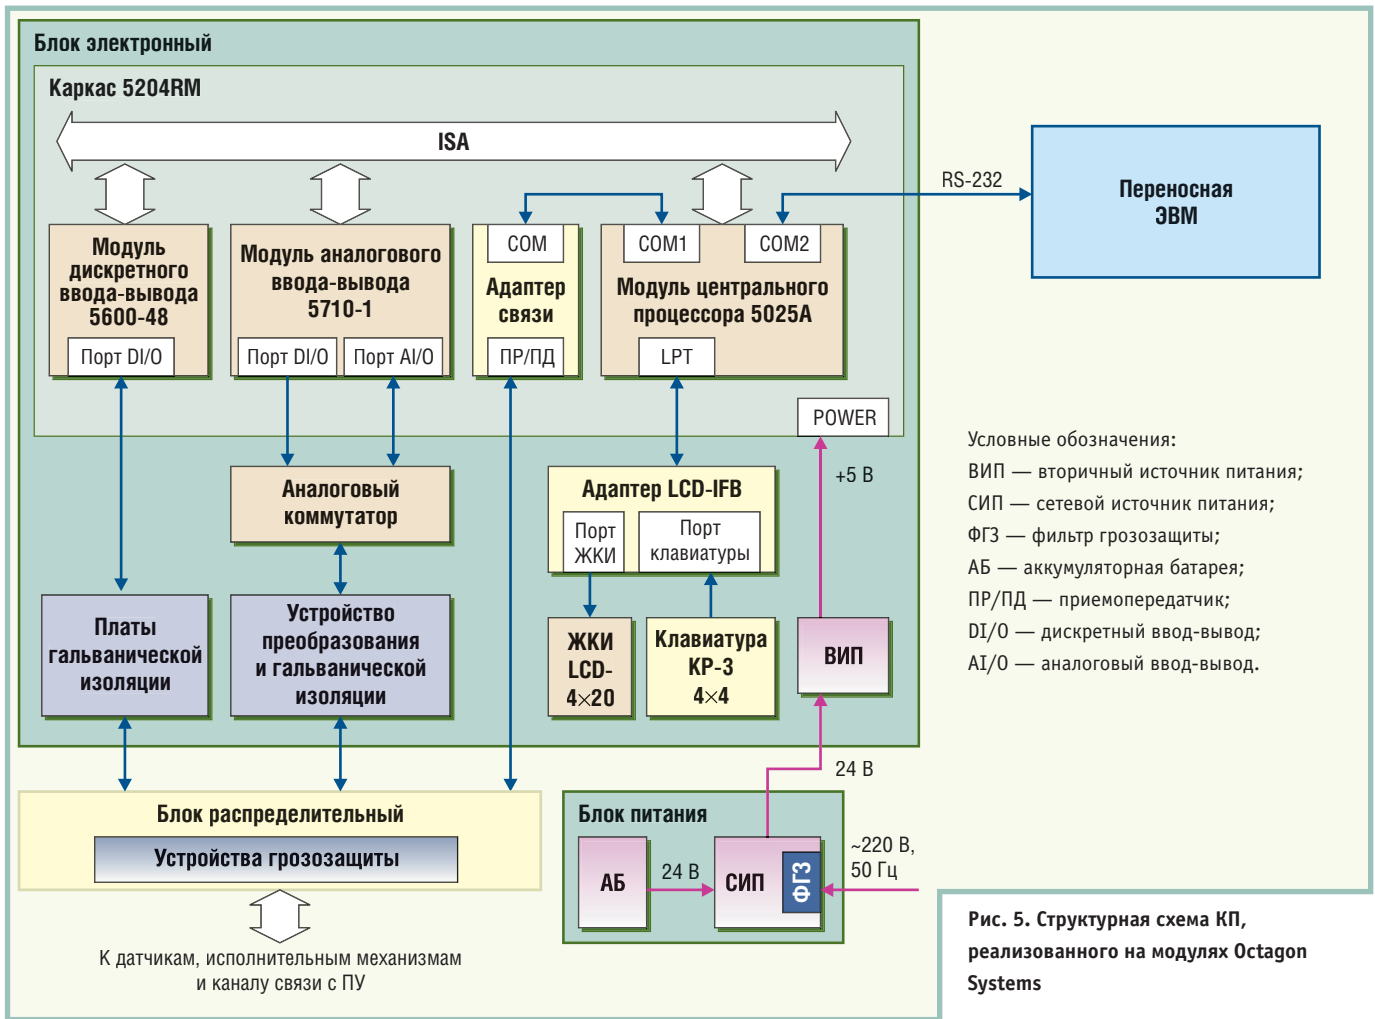 Блок электронный
Каркас 5204RM
ISA
RS-232
Переносная
ЭВМ
Модуль
дискретного
ввода-вывода
5600-48
Порт DI/O
Модуль аналогового
ввода-вывода
5710-1
Порт DI/O
Порт AI/O
COM
Адаптер
связи
ПР/ПД
COM1
COM2
Модуль центрального
процессора 5025A
LPT
POWER
+5 В
Аналоговый
коммутатор
Адаптер LCD-IFB
Порт
ЖКИ
Порт
клавиатуры
Платы
гальванической
изоляции
Устройство
преобразования
и гальванической
изоляции
ЖКИ
LCD-
4×20
Клавиатура
KP-3
4×4
ВИП
Условные обозначения:
ВИП — вторичный источник питания;
СИП — сетевой источник питания;
ФГЗ — фильтр грозозащиты;
АБ — аккумуляторная батарея;
ПР/ПД — приемопередатчик;
DI/O — дискретный ввод-вывод;
AI/O — аналоговый ввод-вывод.
24 В
Блок распределительный
Устройства грозозащиты
К датчикам, исполнительным механизмам
и каналу связи с ПУ
Блок питания
АБ
24 В
СИП
ФГЗ
~220 В,
50 Гц
Рис. 5. Структурная схема КП,
реализованного на модулях Octagon
Systems